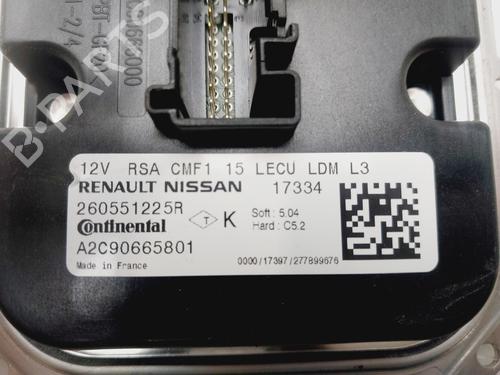 B-PARTS
12V RSA CMF1 15 LECU LDM L3
RENAULT NISSAN 17334
260551225R
Continental T K Soft : 5.04
Hard : C5.2
A2C90665801
Made in France 0000/17397/277899676